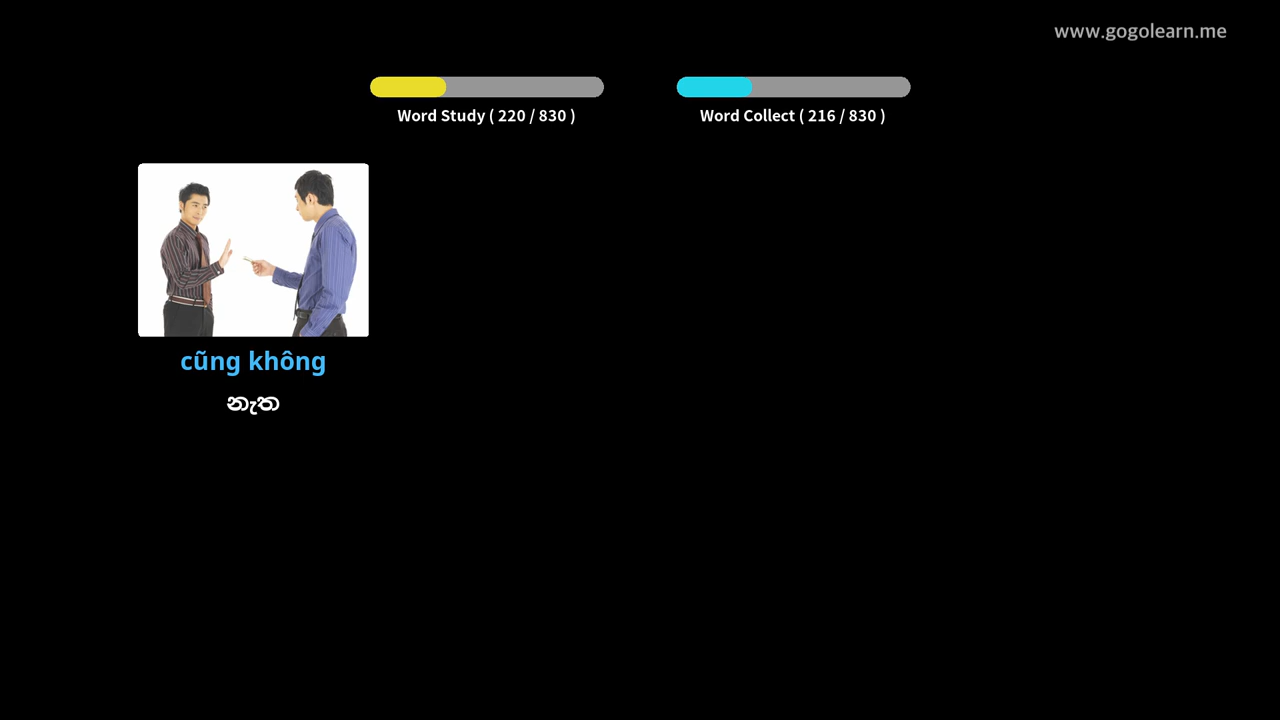 www.gogolearn.me
Word Study ( 220 / 830 )
Word Collect ( 216 / 830 )
cũng không
නැත